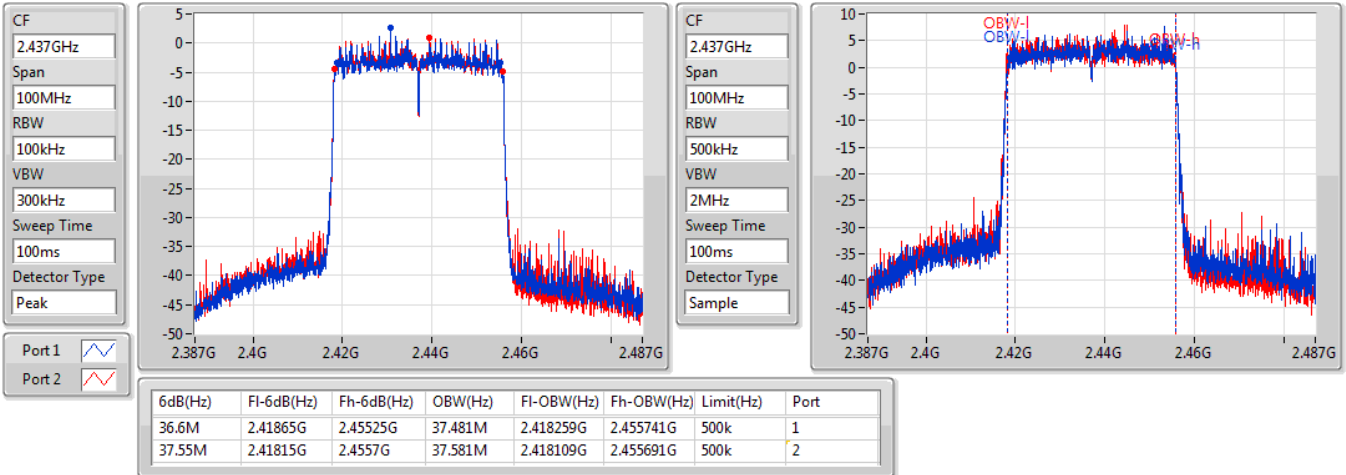 CF
2.437GHz
Span
100MHz
RBW
100kHz
VBW
300kHz
Sweep Time
100ms
Detector Type
Peak
Port 1
Port 2
5
0
-5
-10
-15
-20
-25
-30
-35
-40
-45
-50
2.387G 2.4G 2.42G 2.44G 2.46G 2.487G
CF
2.437GHz
Span
100MHz
RBW
500kHz
VBW
2MHz
Sweep Time
100ms
Detector Type
Sample
10
5
0
-5
-10
-15
-20
-25
-30
-35
-40
-45
-50
OBW-l
OBW-l
OBW-h
OBW-h
2.387G 2.4G 2.42G 2.44G 2.46G 2.487G
6dB(Hz) Fl-6dB(Hz) Fh-6dB(Hz) OBW(Hz) Fl-OBW(Hz) Fh-OBW(Hz) Limit(Hz) Port
36.6M 2.41865G 2.45525G 37.481M 2.418259G 2.455741G 500k 1
37.55M 2.41815G 2.4557G 37.581M 2.418109G 2.455691G 500k 2